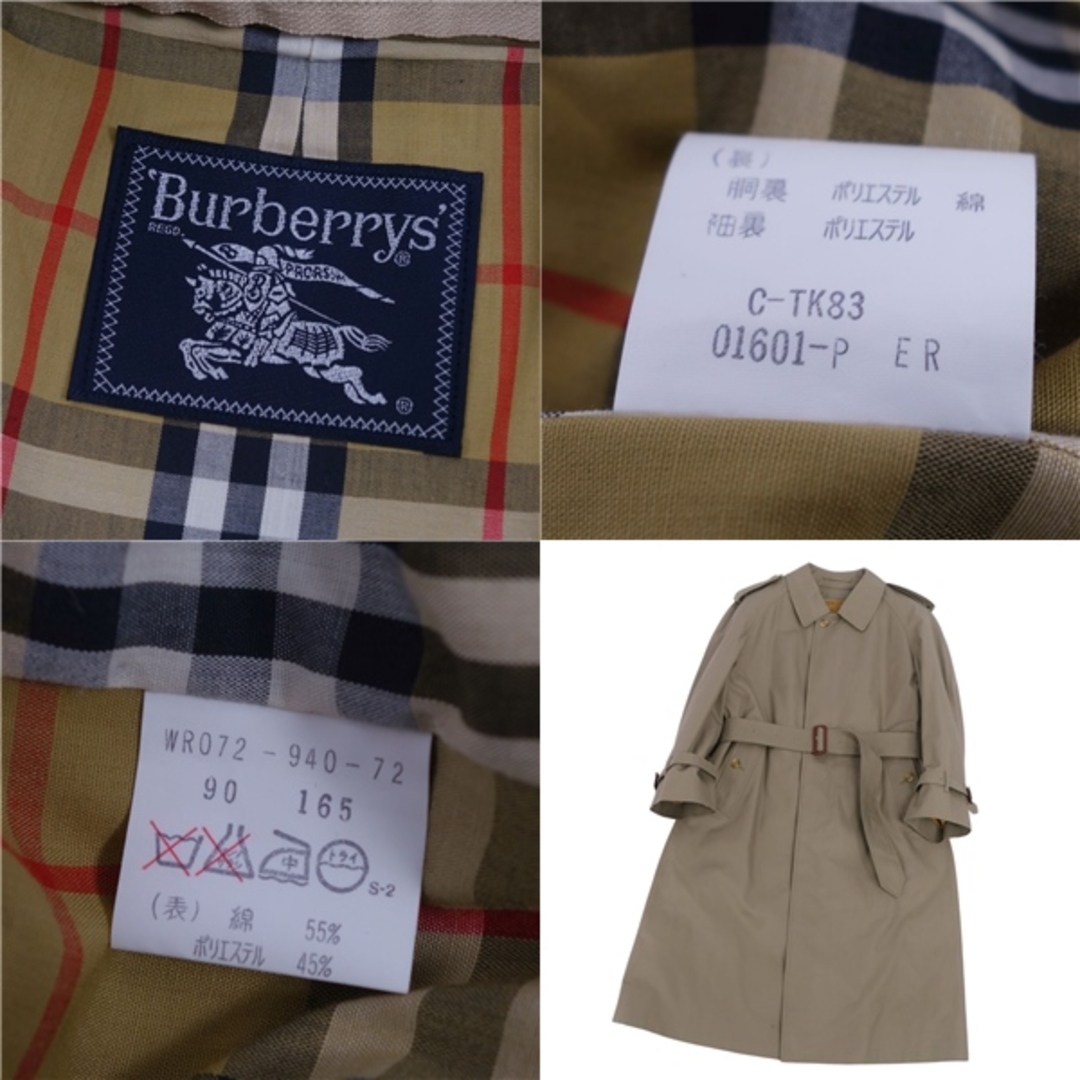 'Burberrys'®
REGD.
B PRORSUM
®
(裏)
胴裏 ポリエステル 綿
袖裏 ポリエステル
C-TK83
01601-P ER
WR072-940-72
90 165
中 ドライ S-2
(表) 綿 55%
ポリエステル 45%